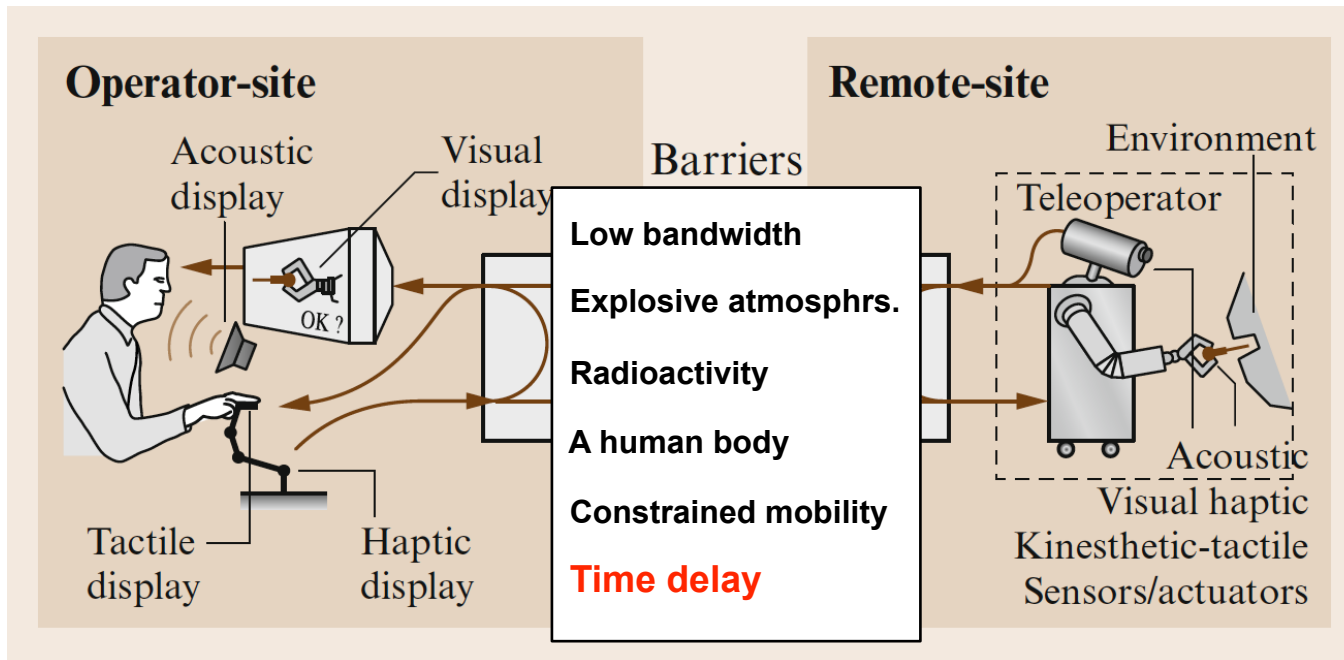 Operator-site
Acoustic
display
Visual
display
OK ?
Tactile
display
Haptic
display
Barriers
Low bandwidth
Explosive atmosphrs.
Radioactivity
A human body
Constrained mobility
Time delay
Remote-site
Environment
Teleoperator
Acoustic
Visual haptic
Kinesthetic-tactile
Sensors/actuators